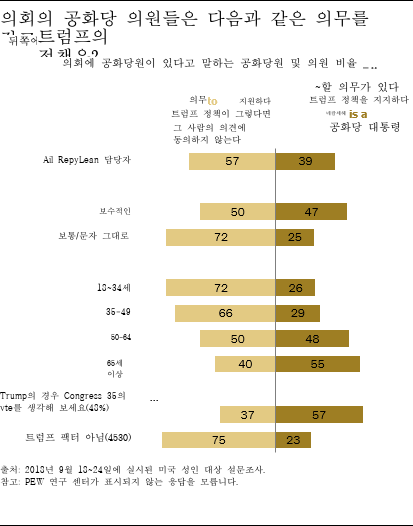 의회의 공화당 의원들은 다음과 같은 의무를
뒤쪽에 트럼프의
정책을?
의회에 공화당원이 있다고 말하는 공화당원 및 의원 비율 _ ..
의무to 지원하다
트럼프 정책이 그렇다면
그 사람의 의견에
동의하지 않는다
~할 의무가 있다
트럼프 정책을 지지하다
is a
공화당 대통령
All RepyLean 담당자 57 39
보수적인 50 47
보통/문자 그대로 72 25
18~34세 72 26
35-49 66 29
50-64 50 48
65세 이상 40 55
Trump의 경우 Congress 35의 ...
vte를 생각해 보세요(48%) 37 57
트럼프 팩터 아님(4530) 75 23
출처: 2018년 9월 18~24일에 실시된 미국 성인 대상 설문조사.
참고: PEW 연구 센터가 표시되지 않는 응답을 모릅니다.